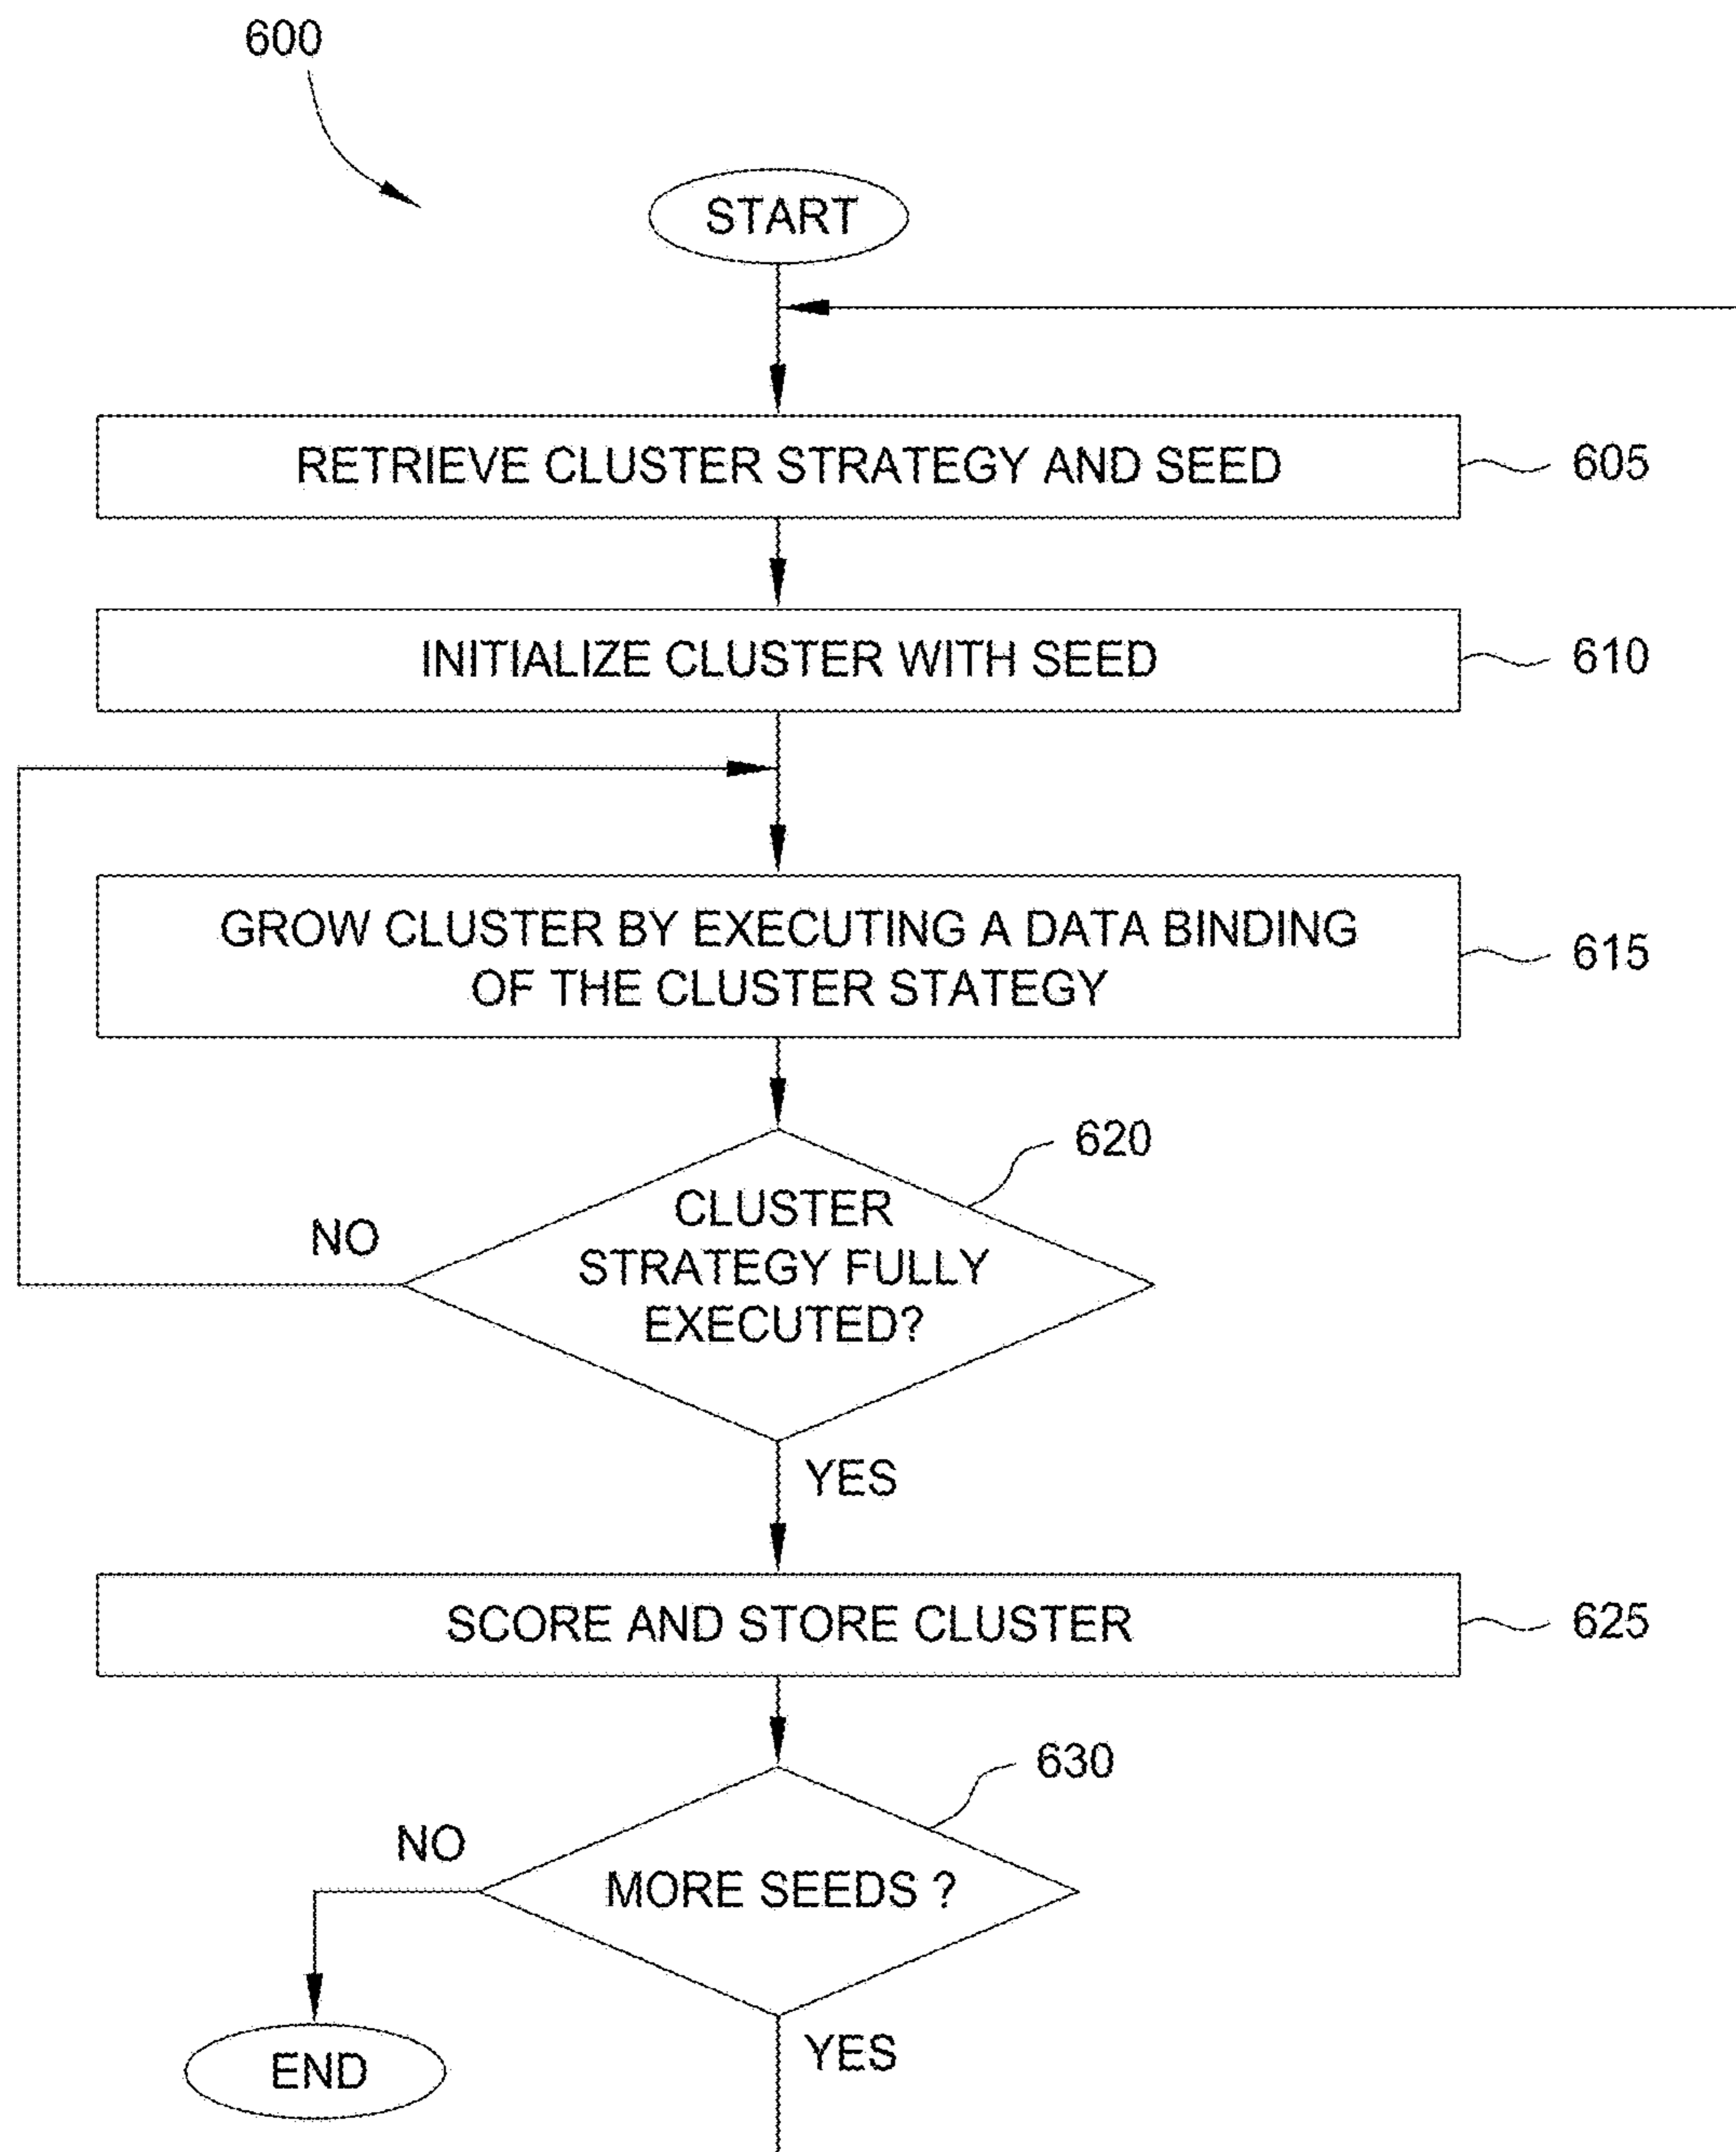 600
START
RETRIEVE CLUSTER STRATEGY AND SEED
605
INITIALIZE CLUSTER WITH SEED
610
GROW CLUSTER BY EXECUTING A DATA BINDING
OF THE CLUSTER STATEGY
615
620
CLUSTER
STRATEGY FULLY
EXECUTED?
NO
YES
SCORE AND STORE CLUSTER
625
630
NO
MORE SEEDS ?
YES
END